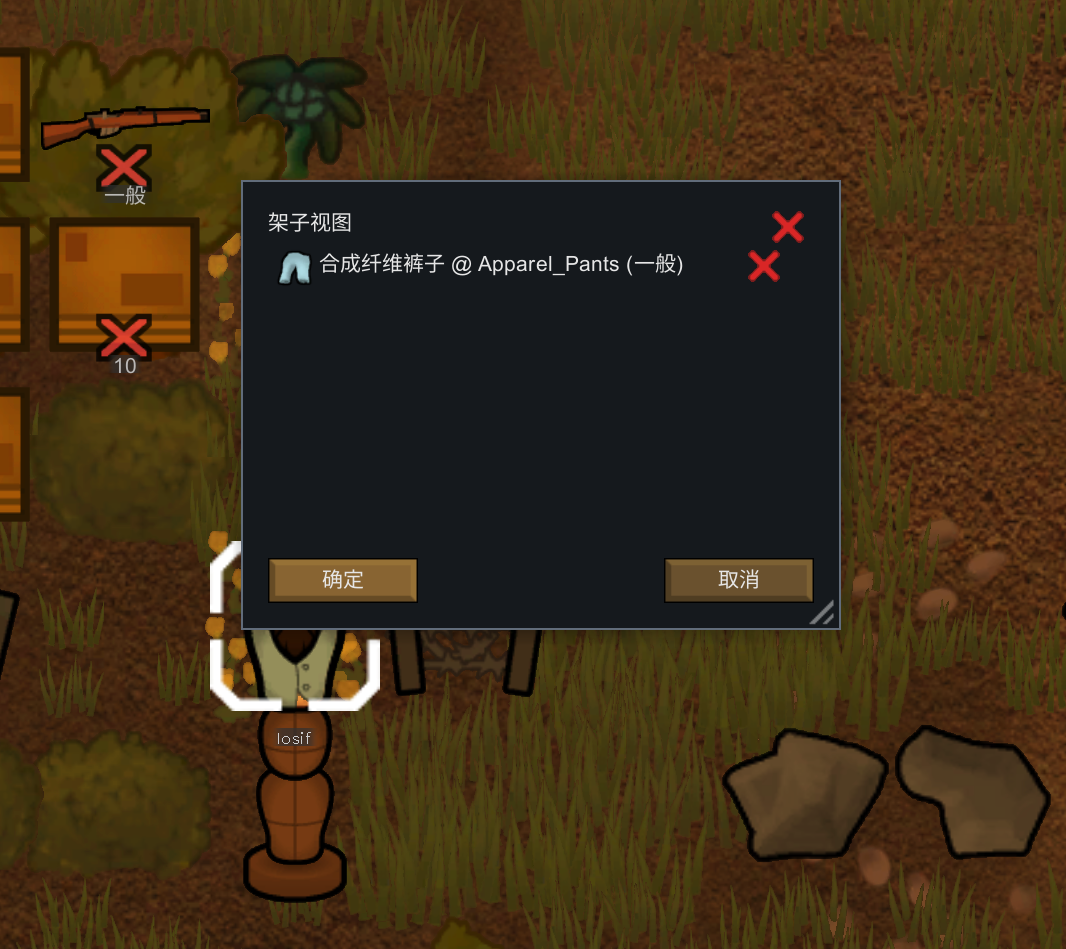 一般
架子视图
合成纤维裤子 @ Apparel_Pants (一般)
10
确定
取消
Iosif